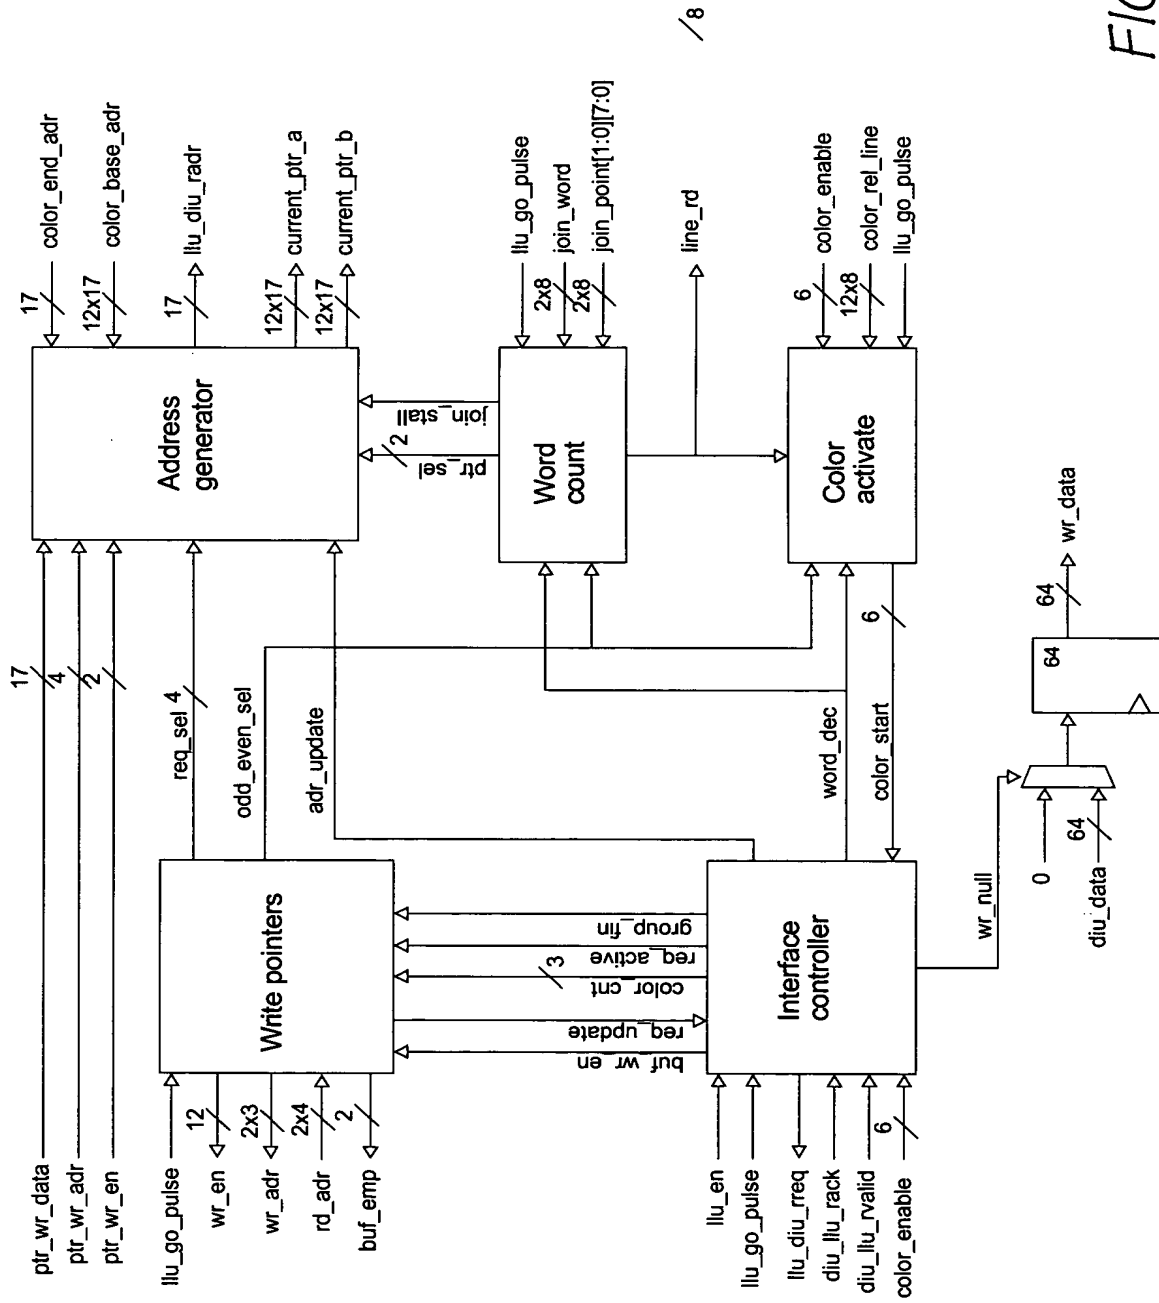 ptr_wr_data
17
ptr_wr_adr
4
ptr_wr_en
2
color_end_adr
17
color_base_adr
12x17
llu_diu_radr
17
current_ptr_a
12x17
current_ptr_b
12x17
Address
generator
req_sel
4
odd_even_sel
adr_update
ptr_sel
2
join_stall
llu_go_pulse
wr_en
12
wr_adr
2x3
rd_adr
2x4
buf_emp
2
Write pointers
buf_wr_en
req_update
color_cnt
3
req_active
group_fin
Word
count
llu_go_pulse
join_word
2x8
join_point[1:0][7:0]
2x8
line_rd
8
llu_en
llu_go_pulse
llu_diu_rreq
diu_llu_rack
diu_llu_rvalid
color_enable
6
Interface
controller
word_dec
color_start
6
Color
activate
color_enable
6
color_rel_line
12x8
llu_go_pulse
wr_null
0
diu_data
64
64
64
wr_data